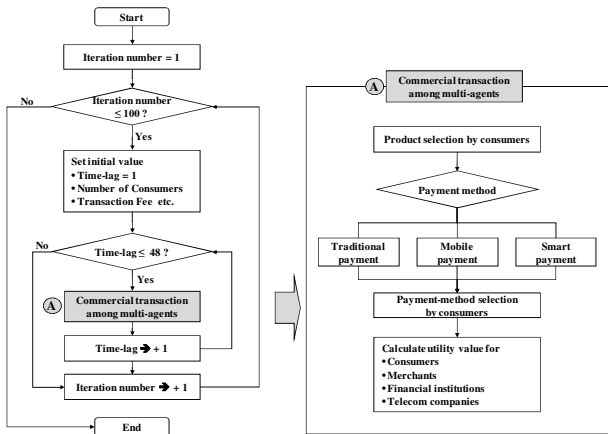 Start
Iteration number = 1
No
Iteration number
≤ 100 ?
Yes
Set initial value
• Time-lag = 1
• Number of Consumers
• Transaction Fee etc.
No
Time-lag ≤ 48 ?
Yes
A
Commercial transaction
among multi-agents
Time-lag ➔ + 1
Iteration number ➔ + 1
End
A
Commercial transaction
among multi-agents
Product selection by consumers
Payment method
Traditional
payment
Mobile
payment
Smart
payment
Payment-method selection
by consumers
Calculate utility value for
• Consumers
• Merchants
• Financial institutions
• Telecom companies